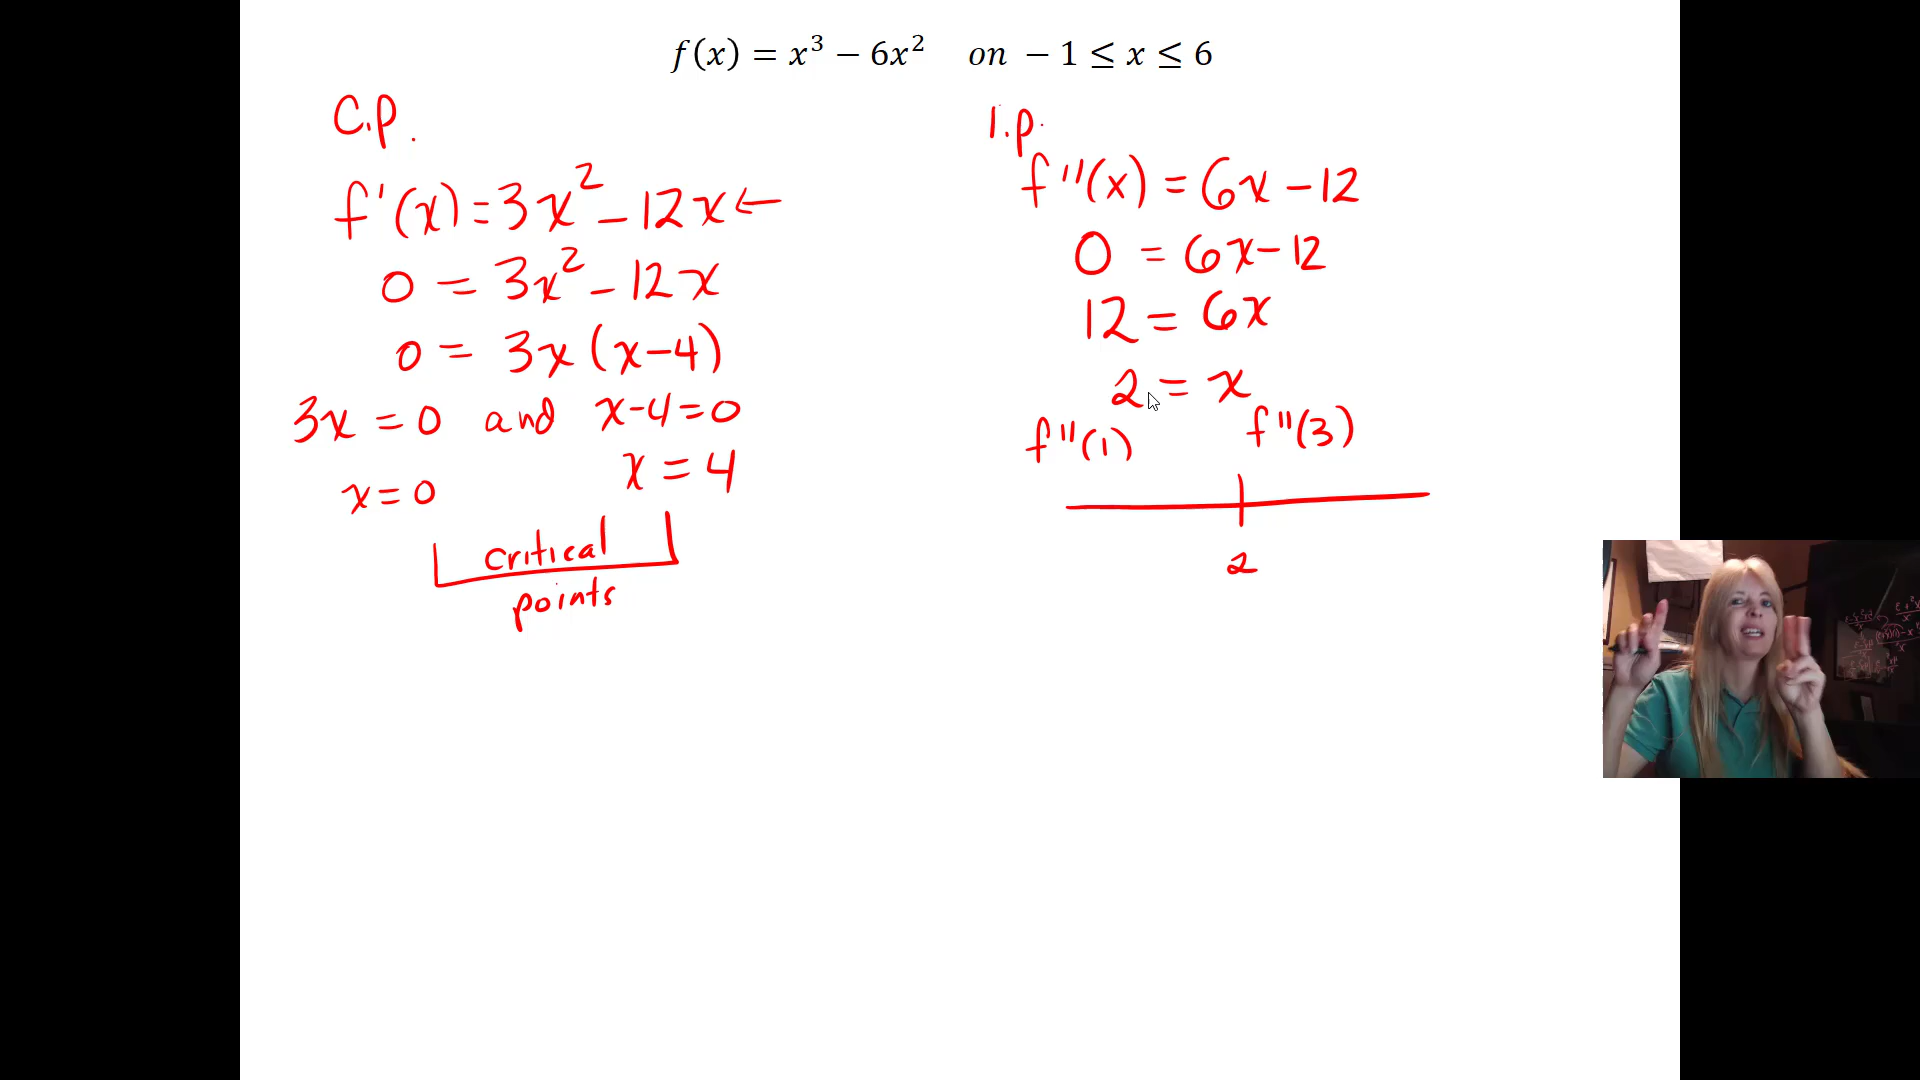 f(x) = x³ − 6x² on − 1 ≤ x ≤ 6
C.P.
f'(x) = 3x² − 12x ←
0 = 3x² − 12x
0 = 3x (x−4)
3x = 0 and x−4=0
x=0 x = 4
critical
points
I.P.
f''(x) = 6x − 12
0 = 6x − 12
12 = 6x
2 = x
f''(1) f''(3)
2